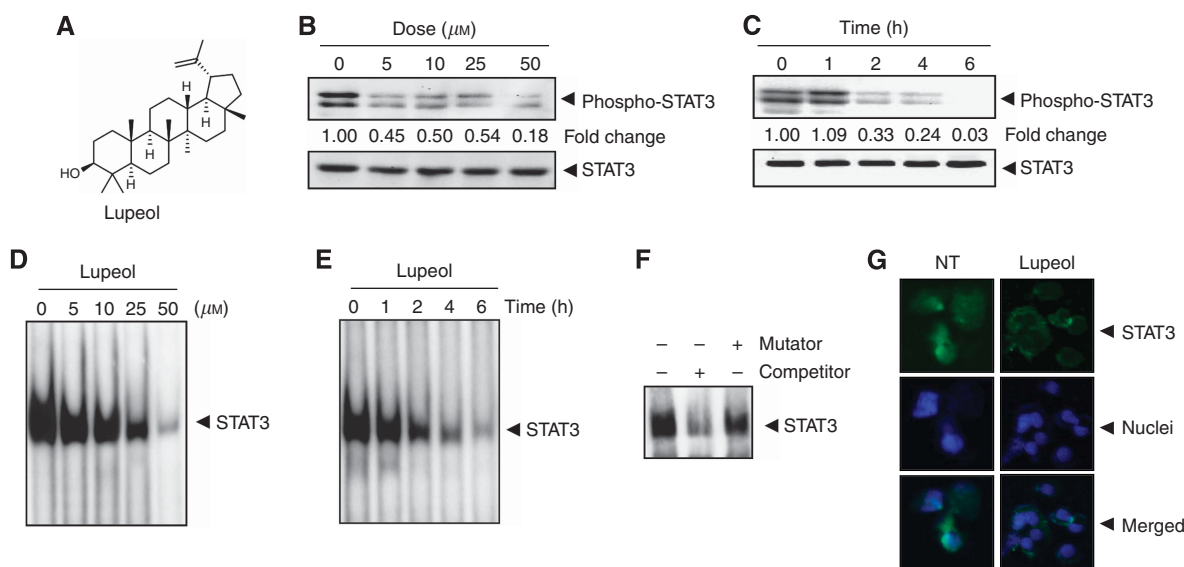 A
H
H
H
H
HO
H
Lupeol
B
Dose (μM)
0 5 10 25 50
Phospho-STAT3
1.00 0.45 0.50 0.54 0.18 Fold change
STAT3
C
Time (h)
0 1 2 4 6
Phospho-STAT3
1.00 1.09 0.33 0.24 0.03 Fold change
STAT3
D
Lupeol
0 5 10 25 50 (μM)
STAT3
E
Lupeol
0 1 2 4 6 Time (h)
STAT3
F
– – + Mutator
– + – Competitor
STAT3
G
NT Lupeol
STAT3
Nuclei
Merged